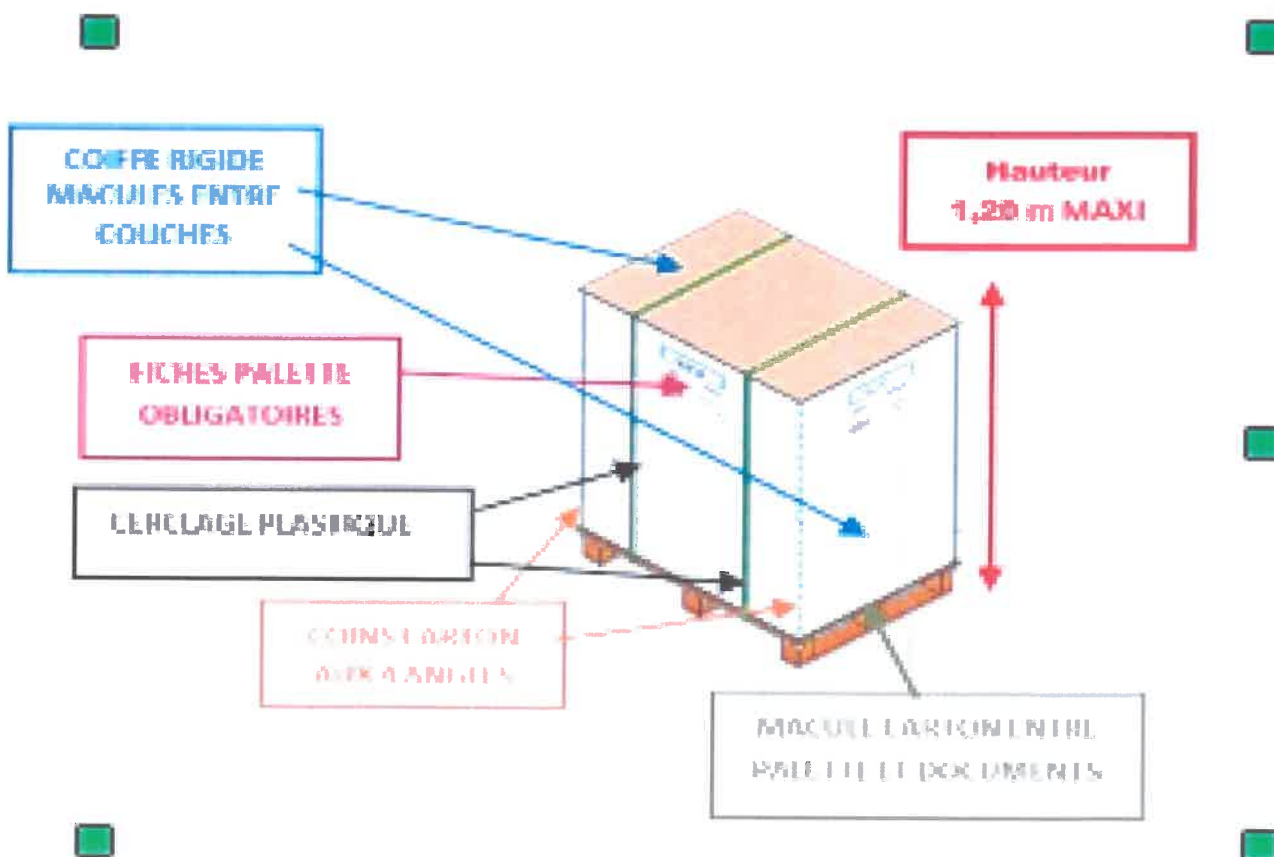 COIFFE RIGIDE
MACULES ENTRE
COUCHES
Hauteur
1,20 m MAXI
FICHES PALETTE
OBLIGATOIRES
CERCLAGE PLASTIQUE
COINS CARTON
AUX 4 ANGLES
MACULE CARTON ENTRE
PALETTE ET DOCUMENTS